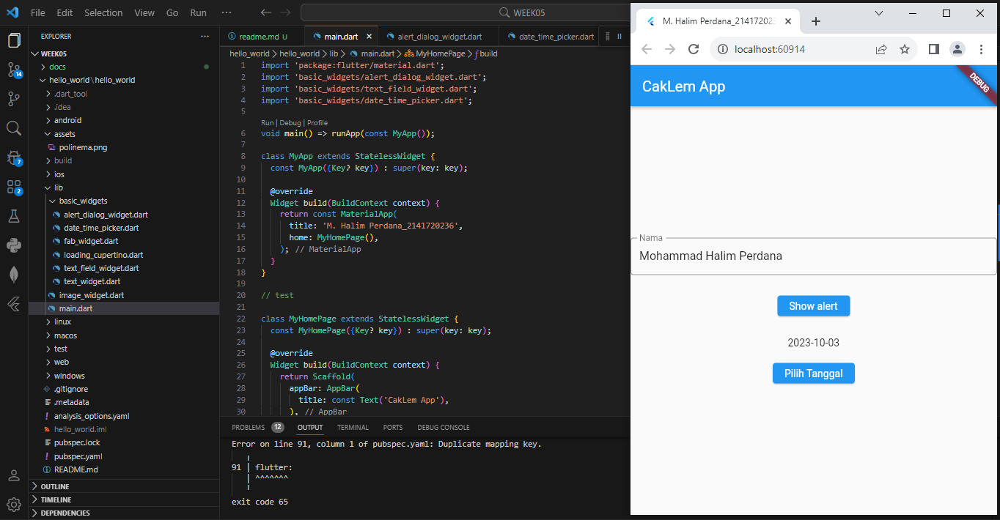 File Edit Selection View Go Run ··· WEEK05
EXPLORER
WEEK05
docs
hello_world \ hello_world
.dart_tool
.idea
android
assets
polinema.png
build
ios
lib
basic_widgets
alert_dialog_widget.dart
date_time_picker.dart
fab_widget.dart
loading_cupertino.dart
text_field_widget.dart
text_widget.dart
image_widget.dart
main.dart
linux
macos
test
web
windows
.gitignore
.metadata
analysis_options.yaml
hello_world.iml
pubspec.lock
pubspec.yaml
README.md
OUTLINE
TIMELINE
DEPENDENCIES
14
7
2
readme.md U main.dart alert_dialog_widget.dart date_time_picker.dart
hello_world > hello_world > lib > main.dart > MyHomePage > build
1 import 'package:flutter/material.dart';
2 import 'basic_widgets/alert_dialog_widget.dart';
3 import 'basic_widgets/text_field_widget.dart';
4 import 'basic_widgets/date_time_picker.dart';
5
Run | Debug | Profile
6 void main() => runApp(const MyApp());
7
8 class MyApp extends StatelessWidget {
9 const MyApp({Key? key}) : super(key: key);
10
11 @override
12 Widget build(BuildContext context) {
13 return const MaterialApp(
14 title: 'M. Halim Perdana_2141720236',
15 home: MyHomePage(),
16 ); // MaterialApp
17 }
18 }
19
20 // test
21
22 class MyHomePage extends StatelessWidget {
23 const MyHomePage({Key? key}) : super(key: key);
24
25 @override
26 Widget build(BuildContext context) {
27 return Scaffold(
28 appBar: AppBar(
29 title: const Text('CakLem App'),
30 ), // AppBar
PROBLEMS 12 OUTPUT TERMINAL PORTS DEBUG CONSOLE
Error on line 91, column 1 of pubspec.yaml: Duplicate mapping key.
91 | flutter:
| ^^^^^^^
exit code 65
M. Halim Perdana_214172023
localhost:60914
CakLem App
DEBUG
Nama
Mohammad Halim Perdana
Show alert
2023-10-03
Pilih Tanggal